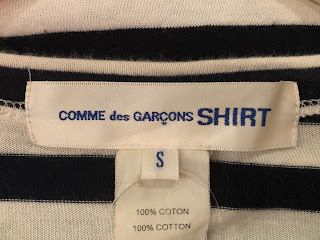 COMME des GARÇONS SHIRT
S
100% COTON
100% COTTON